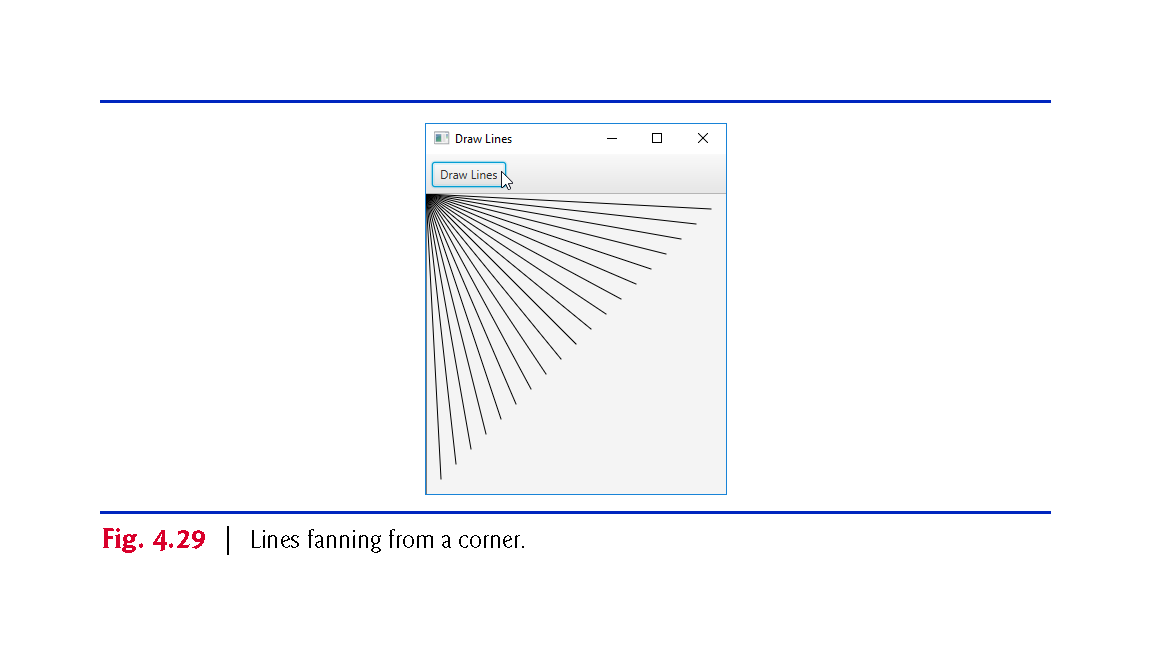 Draw Lines
Draw Lines
Fig. 4.29 | Lines fanning from a corner.